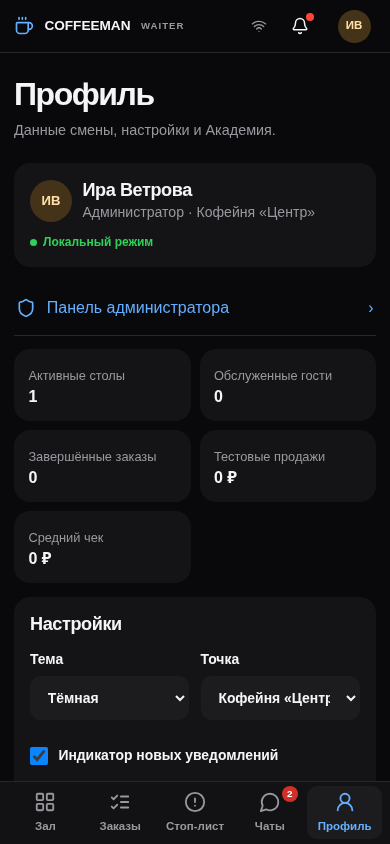 COFFEEMAN WAITER ИВ
Профиль
Данные смены, настройки и Академия.
ИВ
Ира Ветрова
Администратор · Кофейня «Центр»
Локальный режим
Панель администратора ›
Активные столы
1
Обслуженные гости
0
Завершённые заказы
0
Тестовые продажи
0 ₽
Средний чек
0 ₽
Настройки
Тема
Тёмная
Точка
Кофейня «Центр
Индикатор новых уведомлений
Зал
Заказы
Стоп-лист
2
Чаты
Профиль